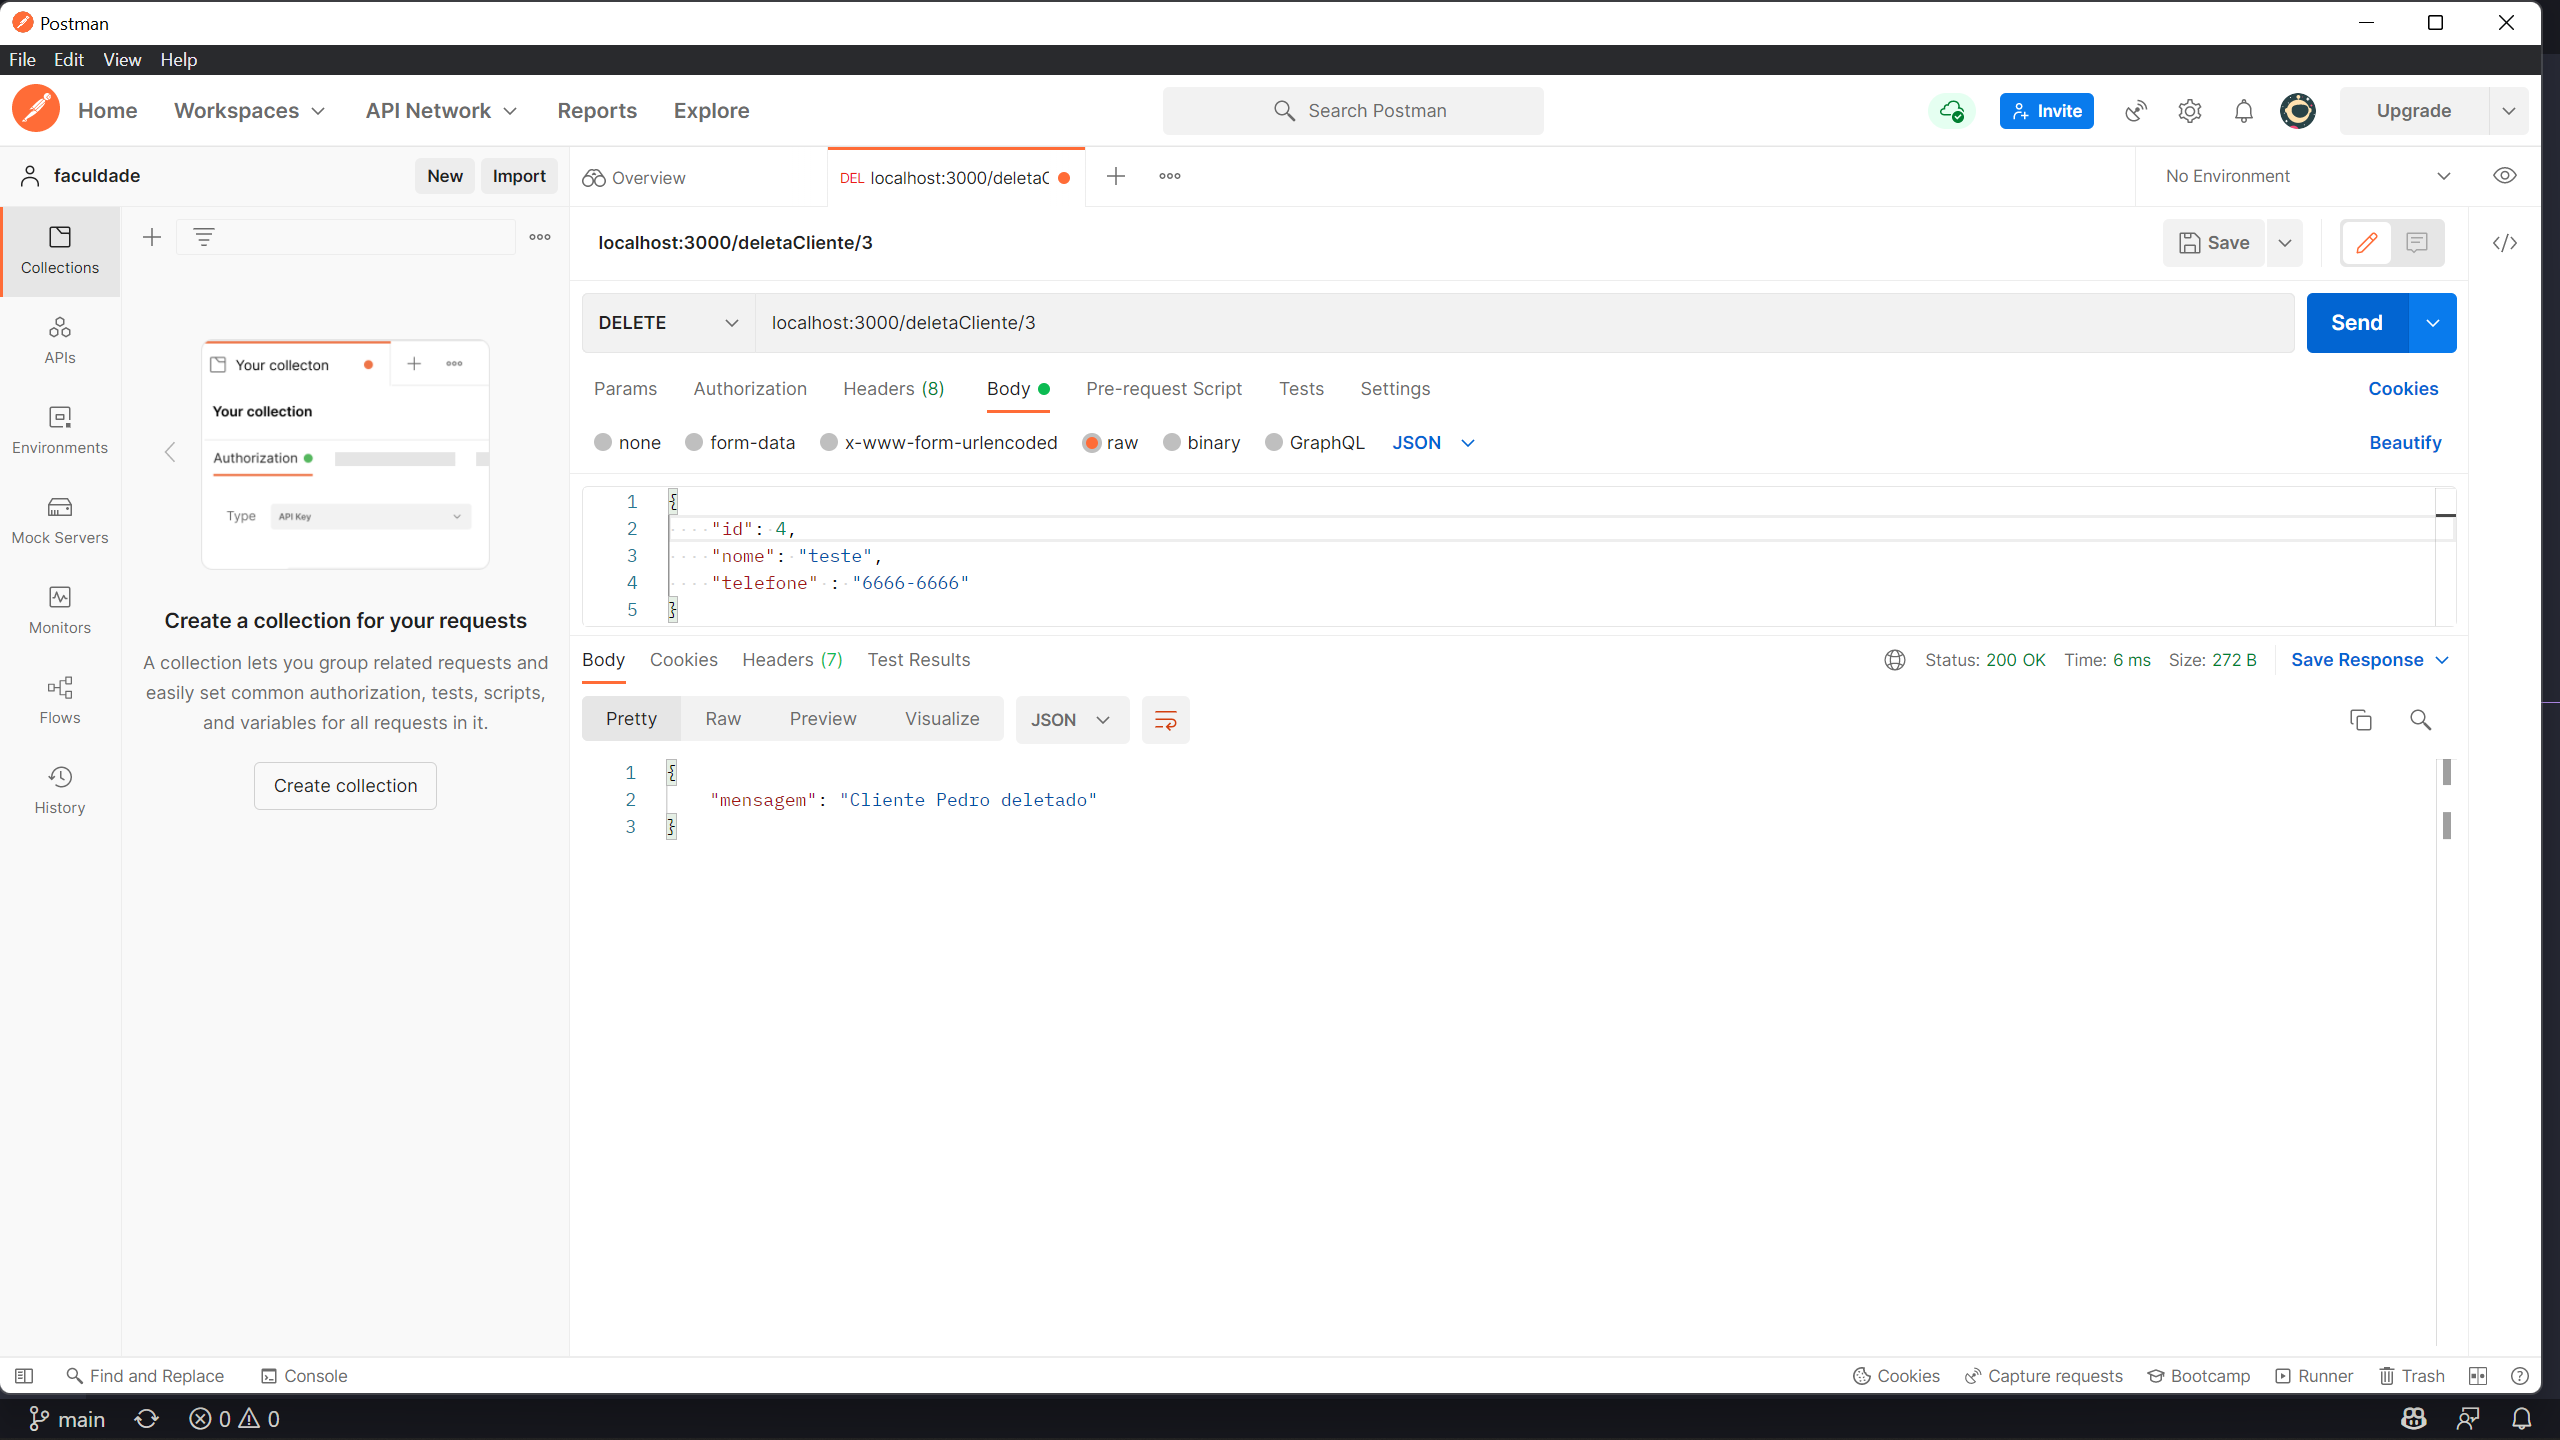 Postman
File Edit View Help
Home Workspaces API Network Reports Explore Search Postman Invite Upgrade
faculdade New Import Overview DEL localhost:3000/deletaC No Environment
Collections
APIs
Environments
Mock Servers
Monitors
Flows
History
Your collecton
Your collection
Authorization
Type API Key
Create a collection for your requests
A collection lets you group related requests and
easily set common authorization, tests, scripts,
and variables for all requests in it.
Create collection
localhost:3000/deletaCliente/3 Save
DELETE localhost:3000/deletaCliente/3 Send
Params Authorization Headers (8) Body Pre-request Script Tests Settings Cookies
none form-data x-www-form-urlencoded raw binary GraphQL JSON Beautify
1 {
2 "id": 4,
3 "nome": "teste",
4 "telefone" : "6666-6666"
5 }
Body Cookies Headers (7) Test Results Status: 200 OK Time: 6 ms Size: 272 B Save Response
Pretty Raw Preview Visualize JSON
1 {
2 "mensagem": "Cliente Pedro deletado"
3 }
Find and Replace Console Cookies Capture requests Bootcamp Runner Trash
main 0 0